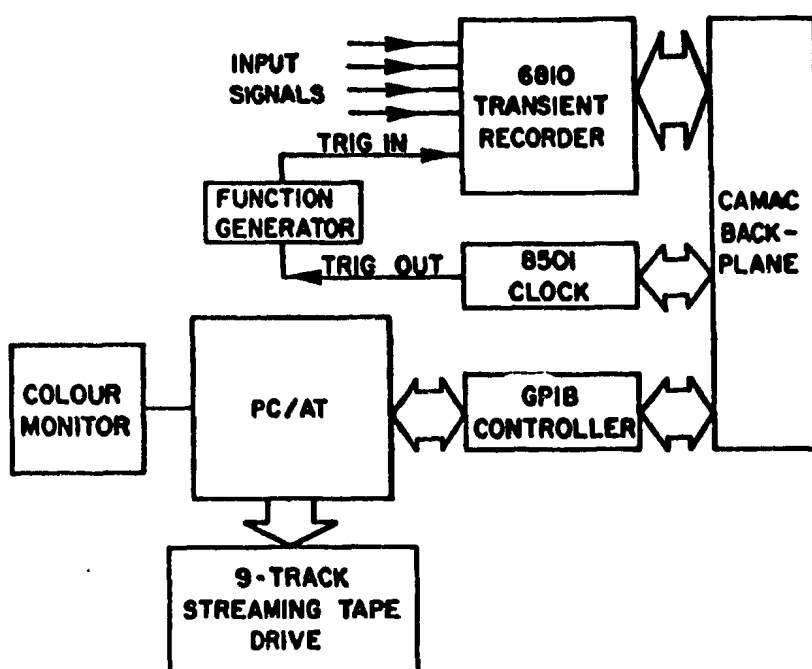 INPUT
SIGNALS
6810
TRANSIENT
RECORDER
TRIG IN
FUNCTION
GENERATOR
TRIG OUT
8501
CLOCK
CAMAC
BACK-
PLANE
COLOUR
MONITOR
PC/AT
GPIB
CONTROLLER
9-TRACK
STREAMING TAPE
DRIVE